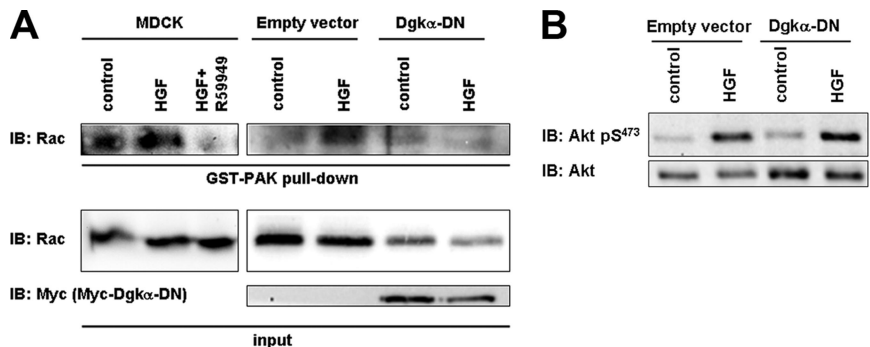 A
MDCK
Empty vector
Dgkα-DN
control
HGF
HGF+
R59949
control
HGF
control
HGF
IB: Rac
GST-PAK pull-down
IB: Rac
IB: Myc (Myc-Dgkα-DN)
input
B
Empty vector
Dgkα-DN
control
HGF
control
HGF
IB: Akt pS473
IB: Akt